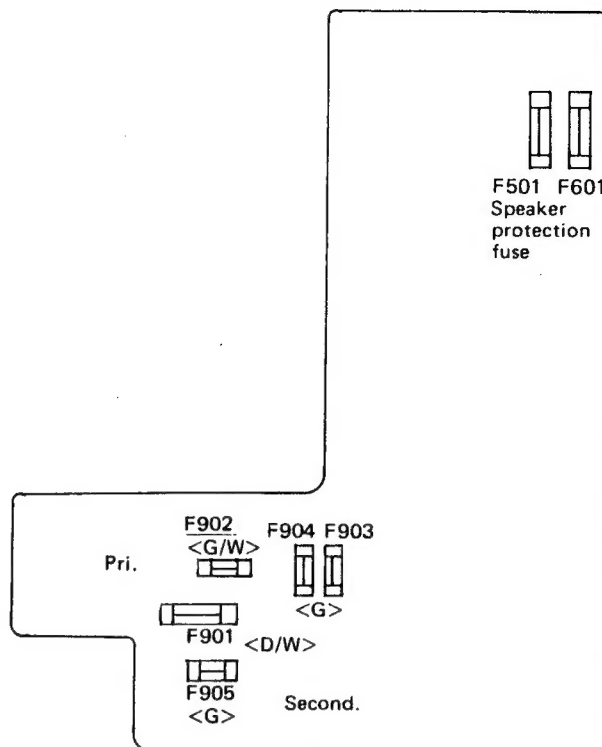 F501 F601
Speaker
protection
fuse
F902
<G/W>
F904 F903
Pri.
<G>
F901
<D/W>
F905
Second.
<G>